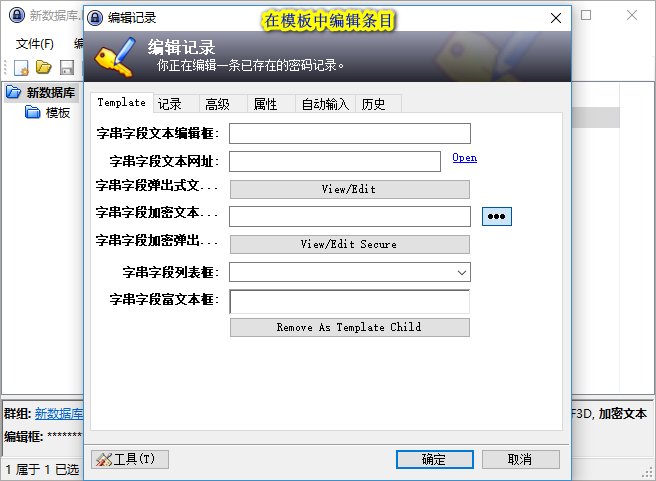 新数据库.
编辑记录
在模板中编辑条目
文件(F)
编辑记录
你正在编辑一条已存在的密码记录。
新数据库
模板
Template
记录
高级
属性
自动输入
历史
字串字段文本编辑框:
字串字段文本网址:
Open
字串字段弹出式文...
View/Edit
字串字段加密文本...
●●●
字串字段加密弹出...
View/Edit Secure
字串字段列表框:
字串字段富文本框:
Remove As Template Child
群组: 新数据库
F3D, 加密文本
编辑框: *******
工具(T)
确定
取消
1 属于 1 已选